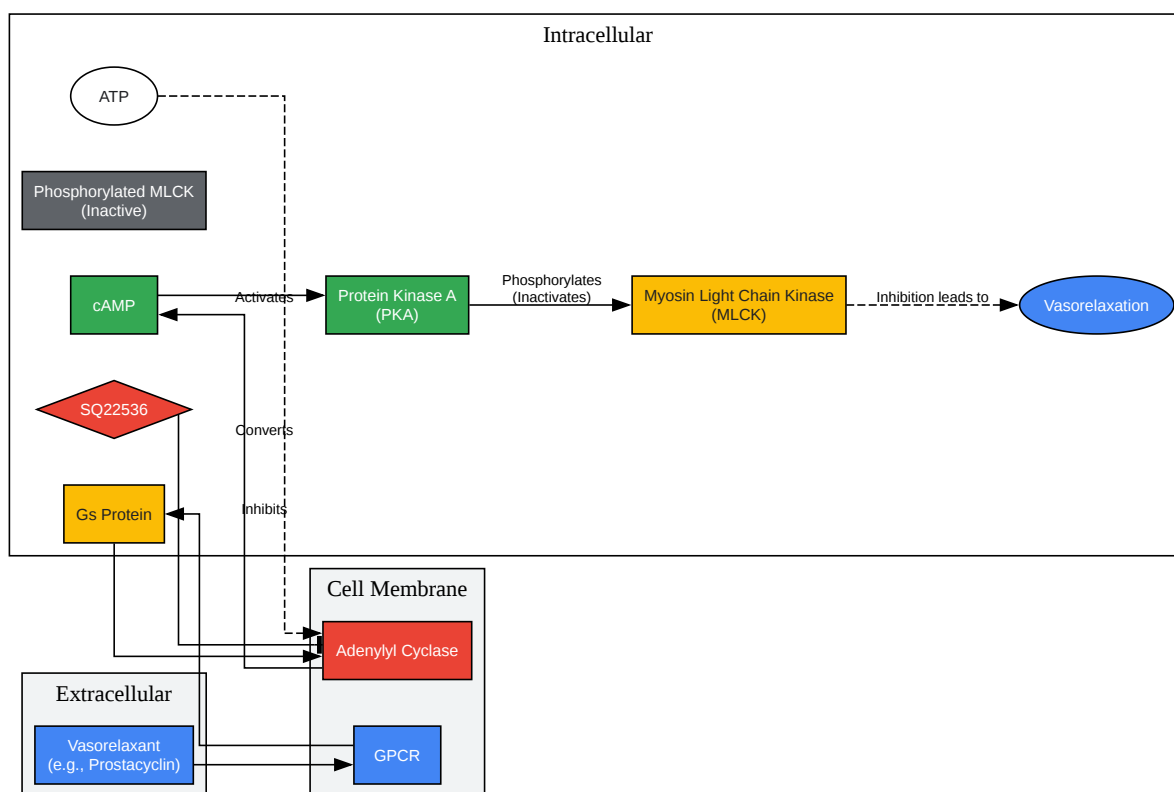 Intracellular
ATP
Phosphorylated MLCK
(Inactive)
cAMP
Activates
Protein Kinase A
(PKA)
Phosphorylates
(Inactivates)
Myosin Light Chain Kinase
(MLCK)
Inhibition leads to
Vasorelaxation
SQ22536
Converts
Gs Protein
Inhibits
Cell Membrane
Adenylyl Cyclase
Extracellular
Vasorelaxant
(e.g., Prostacyclin)
GPCR